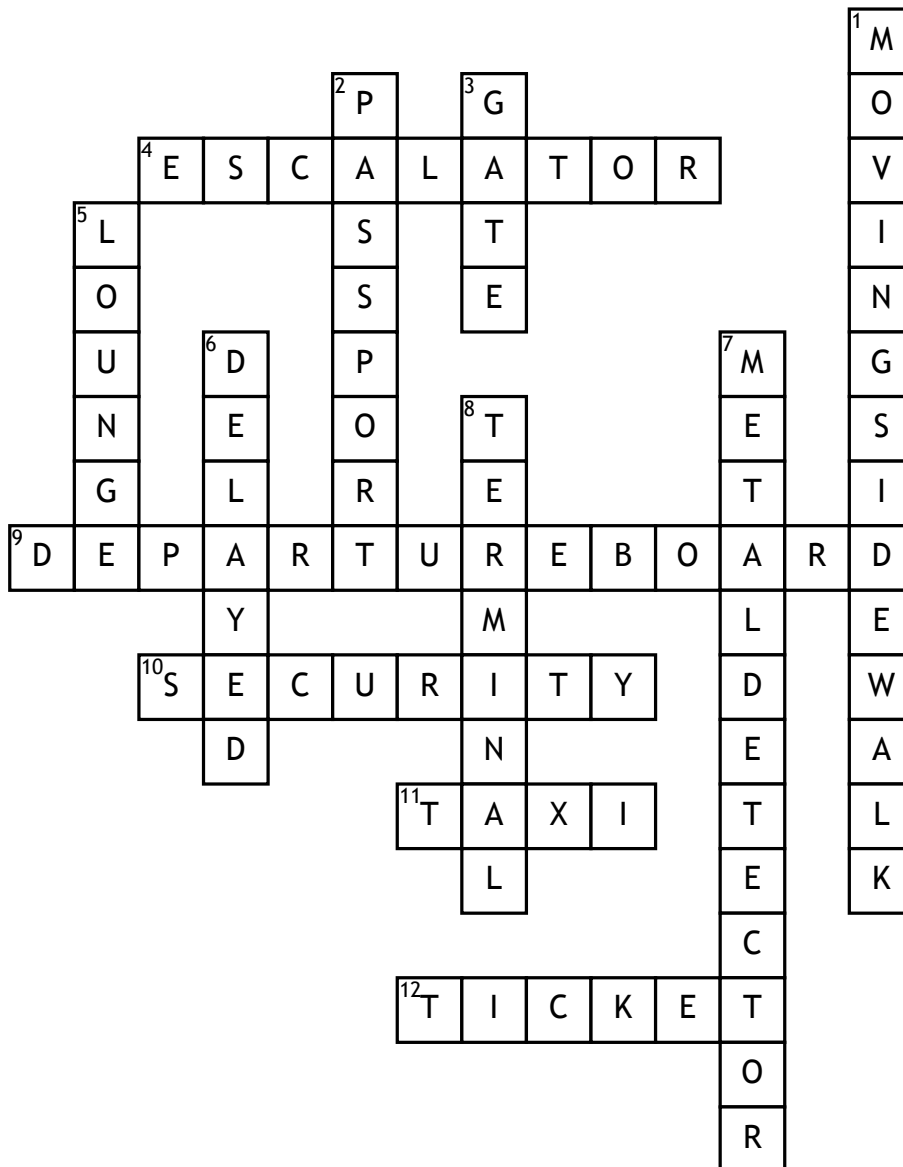 1 M
2 P 3 G O
4 E S C A L A T O R V
5 L S T I
O S E N
U 6 D P 7 M G
N E O 8 T E S
G L R E T I
9 D E P A R T U R E B O A R D
Y M L E
10 S E C U R I T Y D W
D N E A
11 T A X I T L
L E K
C
12 T I C K E T
O
R